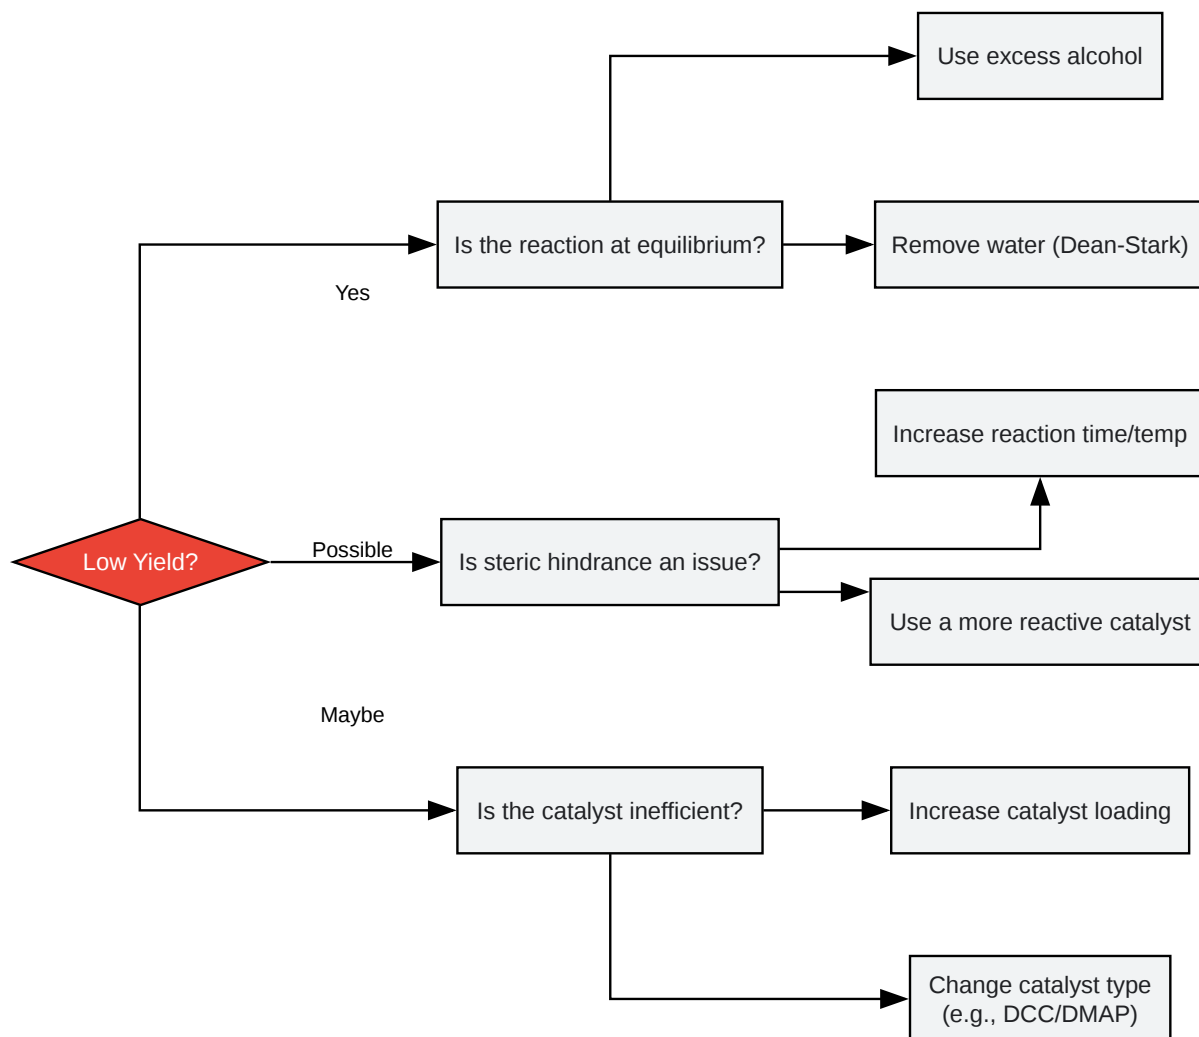 Use excess alcohol
Is the reaction at equilibrium?
Remove water (Dean-Stark)
Yes
Increase reaction time/temp
Low Yield?
Possible
Is steric hindrance an issue?
Use a more reactive catalyst
Maybe
Is the catalyst inefficient?
Increase catalyst loading
Change catalyst type
(e.g., DCC/DMAP)